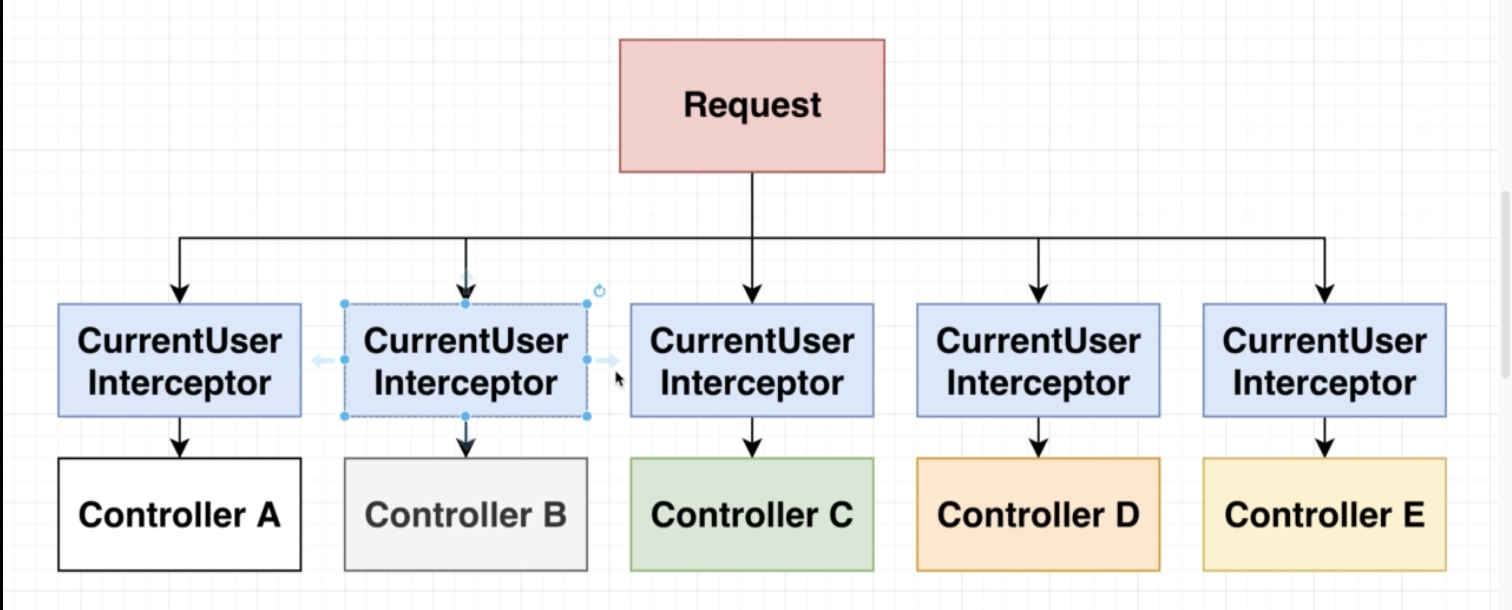 Request
CurrentUser
Interceptor
CurrentUser
Interceptor
CurrentUser
Interceptor
CurrentUser
Interceptor
CurrentUser
Interceptor
Controller A
Controller B
Controller C
Controller D
Controller E